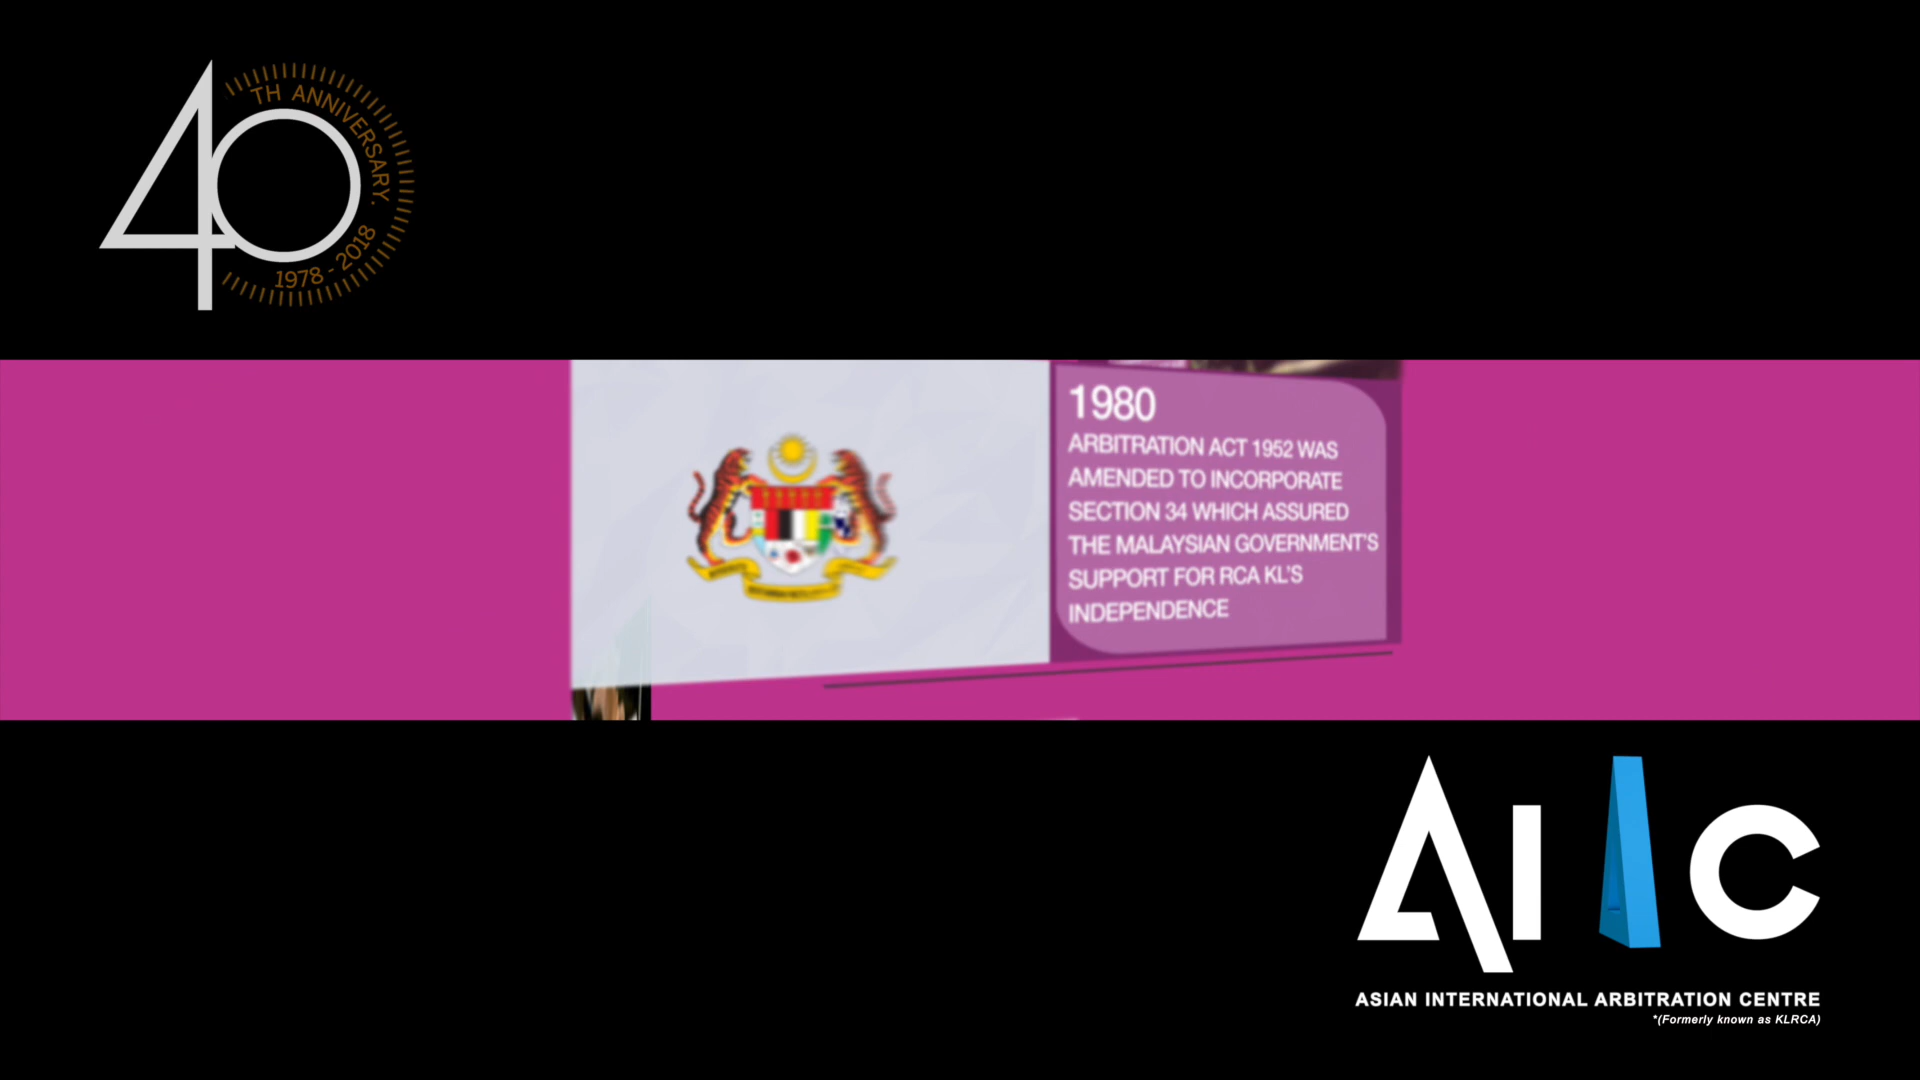 40
TH ANNIVERSARY.
1978 - 2018
1980
ARBITRATION ACT 1952 WAS
AMENDED TO INCORPORATE
SECTION 34 WHICH ASSURED
THE MALAYSIAN GOVERNMENT'S
SUPPORT FOR RCA KL'S
INDEPENDENCE
AIAC
ASIAN INTERNATIONAL ARBITRATION CENTRE
*(Formerly known as KLRCA)